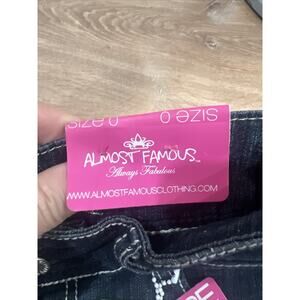 SIZE 0 0 SIZE
ALMOST FAMOUS
Always Fabulous
WWW.ALMOSTFAMOUSCLOTHING.COM